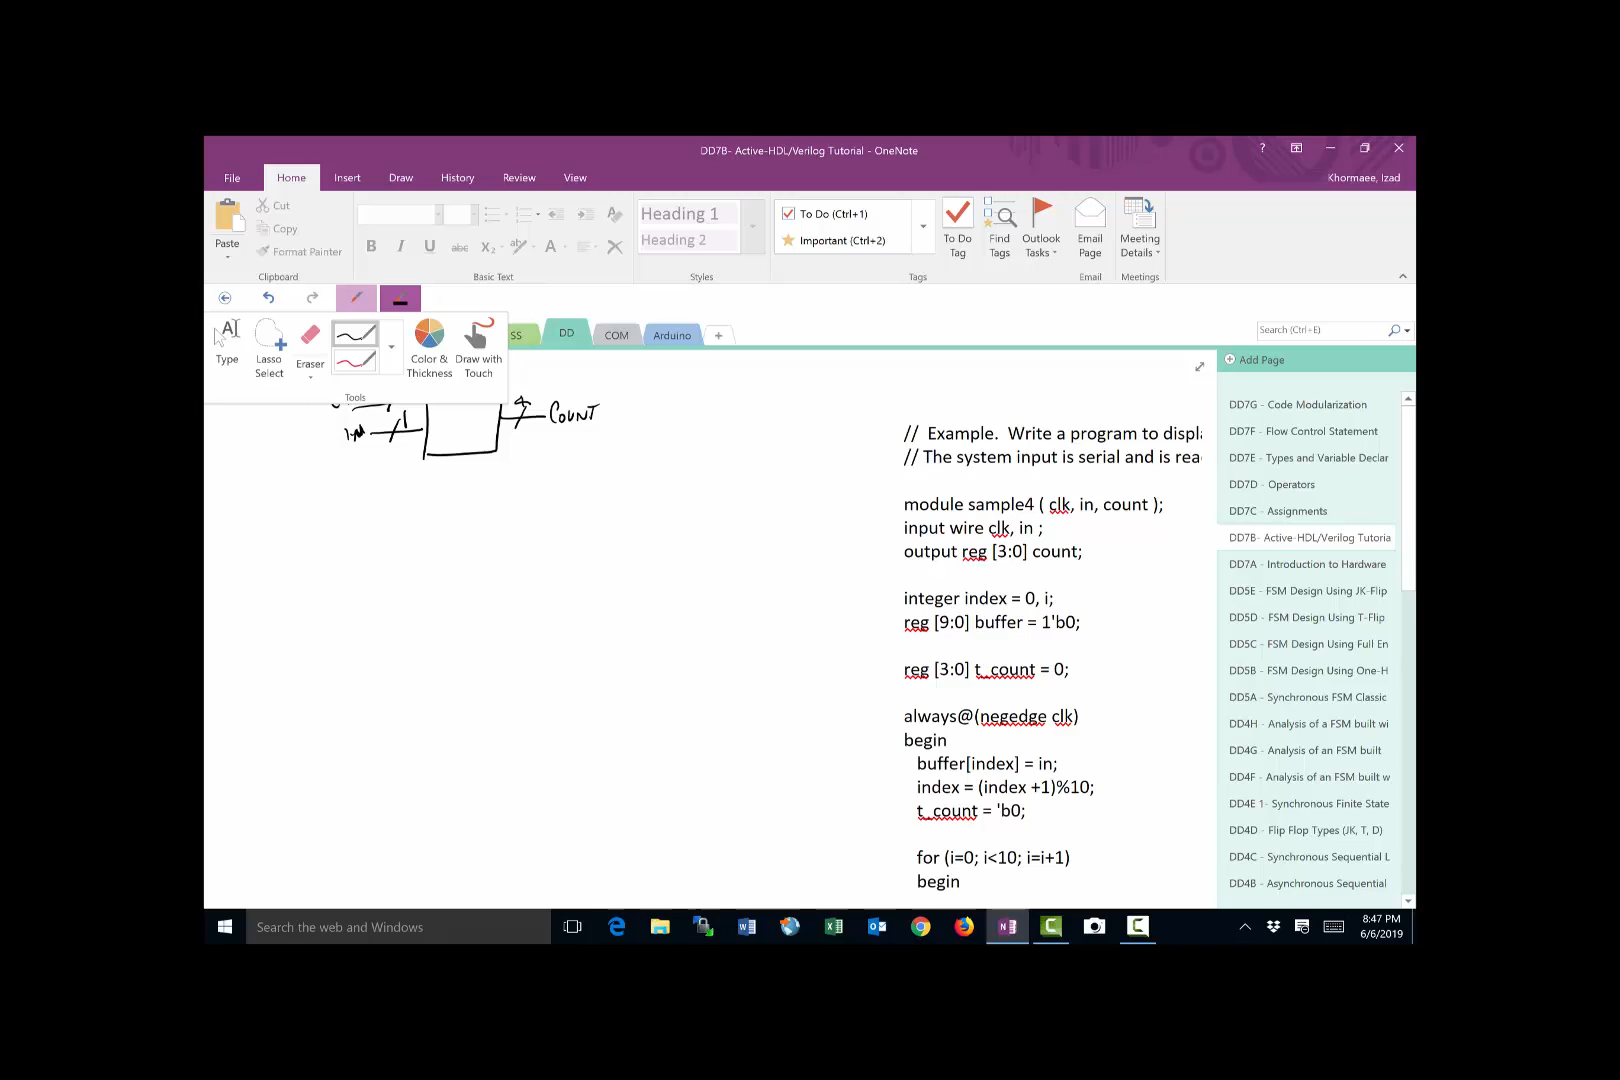 DD7B- Active-HDL/Verilog Tutorial - OneNote
?
File Home Insert Draw History Review View
Khormaee, Izad
Paste
Cut
Copy
Format Painter
Clipboard
B I U abc X₂ ab A
Basic Text
Heading 1
Heading 2
Styles
To Do (Ctrl+1)
Important (Ctrl+2)
Tags
To Do
Tag
Find
Tags
Outlook
Tasks
Email
Page
Email
Meeting
Details
Meetings
Type
Lasso
Select
Eraser
Color &
Thickness
Draw with
Touch
Tools
SS DD COM Arduino +
Search (Ctrl+E)
Add Page
DD7G - Code Modularization
DD7F - Flow Control Statement
DD7E - Types and Variable Declar
DD7D - Operators
DD7C - Assignments
DD7B- Active-HDL/Verilog Tutoria
DD7A - Introduction to Hardware
DD5E - FSM Design Using JK-Flip
DD5D - FSM Design Using T-Flip
DD5C - FSM Design Using Full En
DD5B - FSM Design Using One-H
DD5A - Synchronous FSM Classic
DD4H - Analysis of a FSM built wi
DD4G - Analysis of an FSM built
DD4F - Analysis of an FSM built w
DD4E 1- Synchronous Finite State
DD4D - Flip Flop Types (JK, T, D)
DD4C - Synchronous Sequential L
DD4B - Asynchronous Sequential
1 4 COUNT
// Example. Write a program to displa
// The system input is serial and is rea
module sample4 ( clk, in, count );
input wire clk, in ;
output reg [3:0] count;
integer index = 0, i;
reg [9:0] buffer = 1'b0;
reg [3:0] t_count = 0;
always@(negedge clk)
begin
buffer[index] = in;
index = (index +1)%10;
t_count = 'b0;
for (i=0; i<10; i=i+1)
begin
Search the web and Windows
8:47 PM
6/6/2019